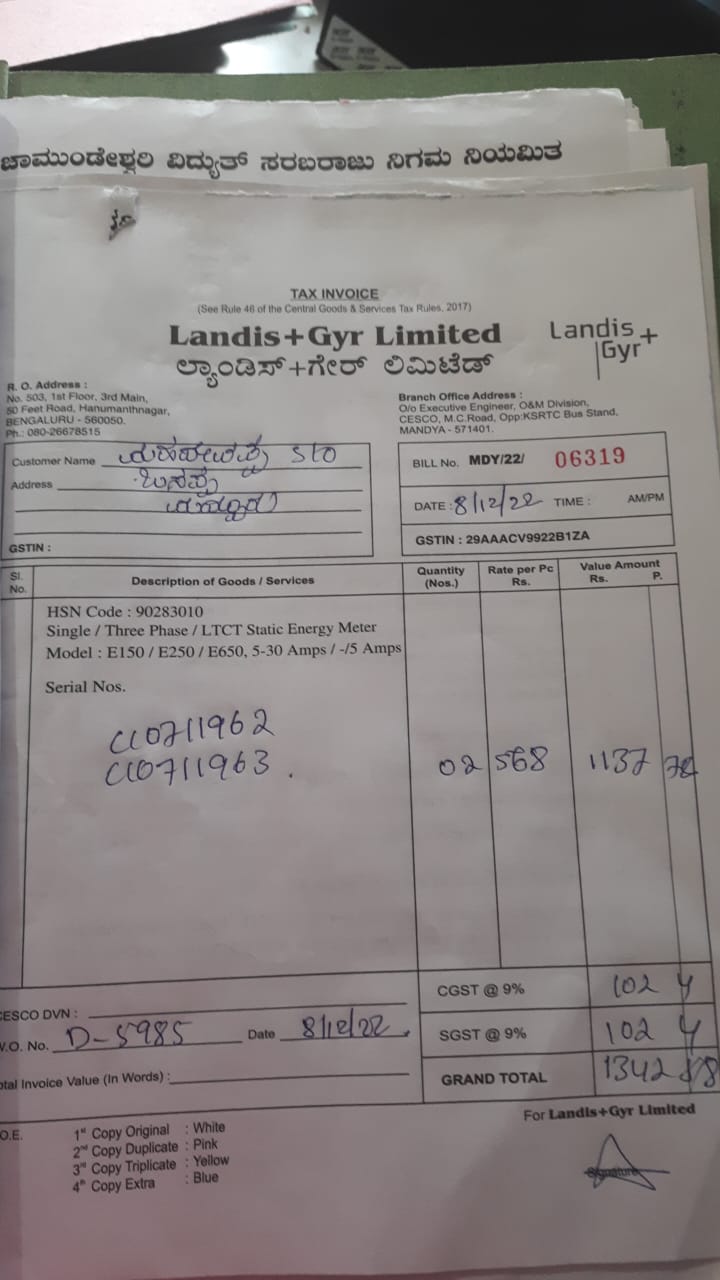 ಚಾಮುಂಡೇಶ್ವರಿ ವಿದ್ಯುತ್ ಸರಬರಾಜು ನಿಗಮ ನಿಯಮಿತ
TAX INVOICE
(See Rule 46 of the Central Goods & Services Tax Rules, 2017)
Landis+Gyr Limited
ಲ್ಯಾಂಡಿಸ್+ಗೇರ್ ಲಿಮಿಟೆಡ್
Landis+
Gyr
R. O. Address :
No. 503, 1st Floor, 3rd Main,
50 Feet Road, Hanumanthnagar,
BENGALURU - 560050.
Ph.: 080-26678515
Branch Office Address :
O/o Executive Engineer, O&M Division,
CESCO, M.C.Road, Opp:KSRTC Bus Stand,
MANDYA - 571401.
Customer Name S/O
Address
GSTIN :
BILL No. MDY/22/ 06319
DATE : 8/12/22 TIME : AM/PM
GSTIN : 29AAACV9922B1ZA
Sl. No. Description of Goods / Services Quantity (Nos.) Rate per Pc Rs. Value Amount Rs. P.
HSN Code : 90283010
Single / Three Phase / LTCT Static Energy Meter
Model : E150 / E250 / E650, 5-30 Amps / -/5 Amps
Serial Nos.
C10711962
C10711963 . 02 568 1137
CGST @ 9% 102
CESCO DVN :
W.O. No. D-5985 Date 8/12/22
SGST @ 9% 102
Total Invoice Value (In Words) :
GRAND TOTAL 1342
For Landis+Gyr Limited
O.E.
1st Copy Original : White
2nd Copy Duplicate : Pink
3rd Copy Triplicate : Yellow
4th Copy Extra : Blue
Signature